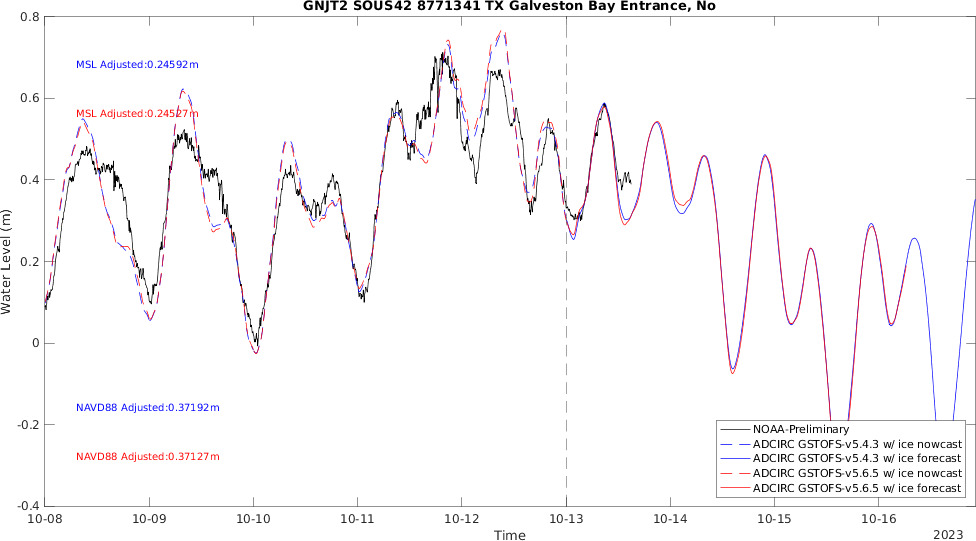 GNJT2 SOUS42 8771341 TX Galveston Bay Entrance, No
Water Level (m)
0.8
0.6
0.4
0.2
0
-0.2
-0.4
MSL Adjusted:0.24592m
MSL Adjusted:0.24527m
NAVD88 Adjusted:0.37192m
NAVD88 Adjusted:0.37127m
NOAA-Preliminary
ADCIRC GSTOFS-v5.4.3 w/ ice nowcast
ADCIRC GSTOFS-v5.4.3 w/ ice forecast
ADCIRC GSTOFS-v5.6.5 w/ ice nowcast
ADCIRC GSTOFS-v5.6.5 w/ ice forecast
10-08 10-09 10-10 10-11 10-12 10-13 10-14 10-15 10-16
Time
2023